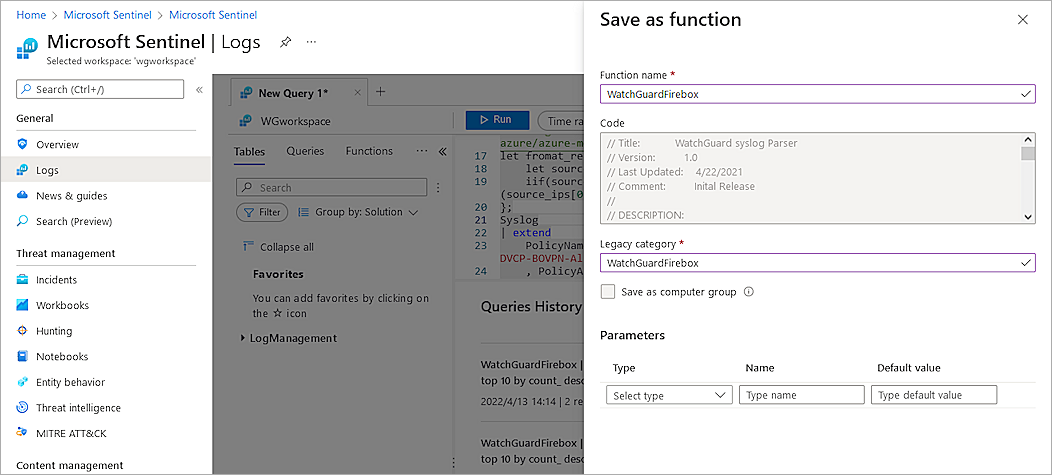 Home > Microsoft Sentinel > Microsoft Sentinel
Microsoft Sentinel | Logs
Selected workspace: 'wgworkspace'
Search (Ctrl+/)
General
Overview
Logs
News & guides
Search (Preview)
Threat management
Incidents
Workbooks
Hunting
Notebooks
Entity behavior
Threat intelligence
MITRE ATT&CK
Content management
New Query 1*
WGworkspace
Run
Time ra
Tables Queries Functions ...
Search
Filter
Group by: Solution
Collapse all
Favorites
You can add favorites by clicking on
the ☆ icon
LogManagement
azure/azure-m
17 let fromat_re
18 let sourc
19 iif(sourc
(source_ips[0
20 };
21 Syslog
22 | extend
23 PolicyNam
DVCP-BOVPN-Al
24 , PolicyA
Queries History
WatchGuardFirebox |
top 10 by count_ desc
2022/4/13 14:14 | 2 re
WatchGuardFirebox |
top 10 by count_ desc
Save as function
Function name *
WatchGuardFirebox
Code
// Title: WatchGuard syslog Parser
// Version: 1.0
// Last Updated: 4/22/2021
// Comment: Inital Release
//
// DESCRIPTION:
Legacy category *
WatchGuardFirebox
Save as computer group
Parameters
Type Name Default value
Select type Type name Type default value